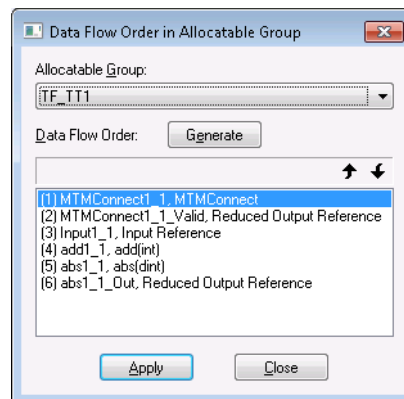 Data Flow Order in Allocatable Group
Allocatable Group:
TF_TT1
Data Flow Order:
Generate
(1) MTMConnect1_1, MTMConnect
(2) MTMConnect1_1_Valid, Reduced Output Reference
(3) Input1_1, Input Reference
(4) add1_1, add(int)
(5) abs1_1, abs(dint)
(6) abs1_1_Out, Reduced Output Reference
Apply
Close